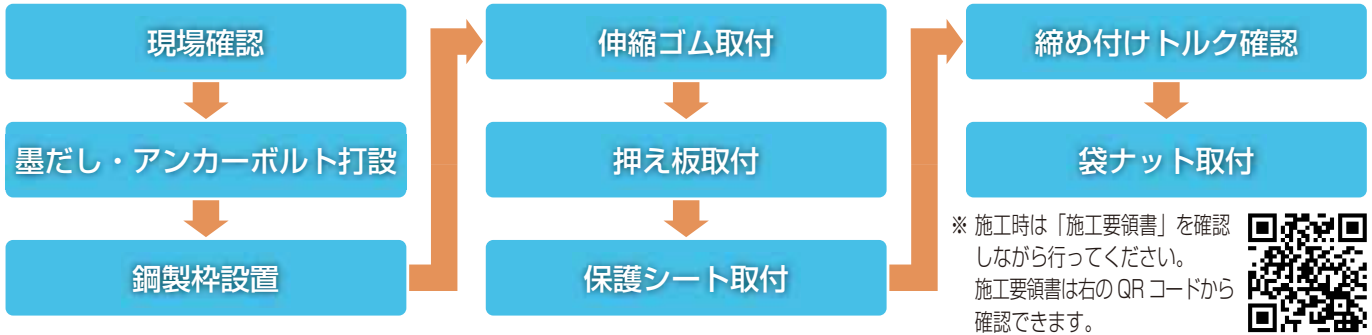 現場確認
墨だし・アンカーボルト打設
鋼製枠設置
伸縮ゴム取付
押え板取付
保護シート取付
締め付けトルク確認
袋ナット取付
※ 施工時は「施工要領書」を確認
しながら行ってください。
施工要領書は右の QR コードから
確認できます。